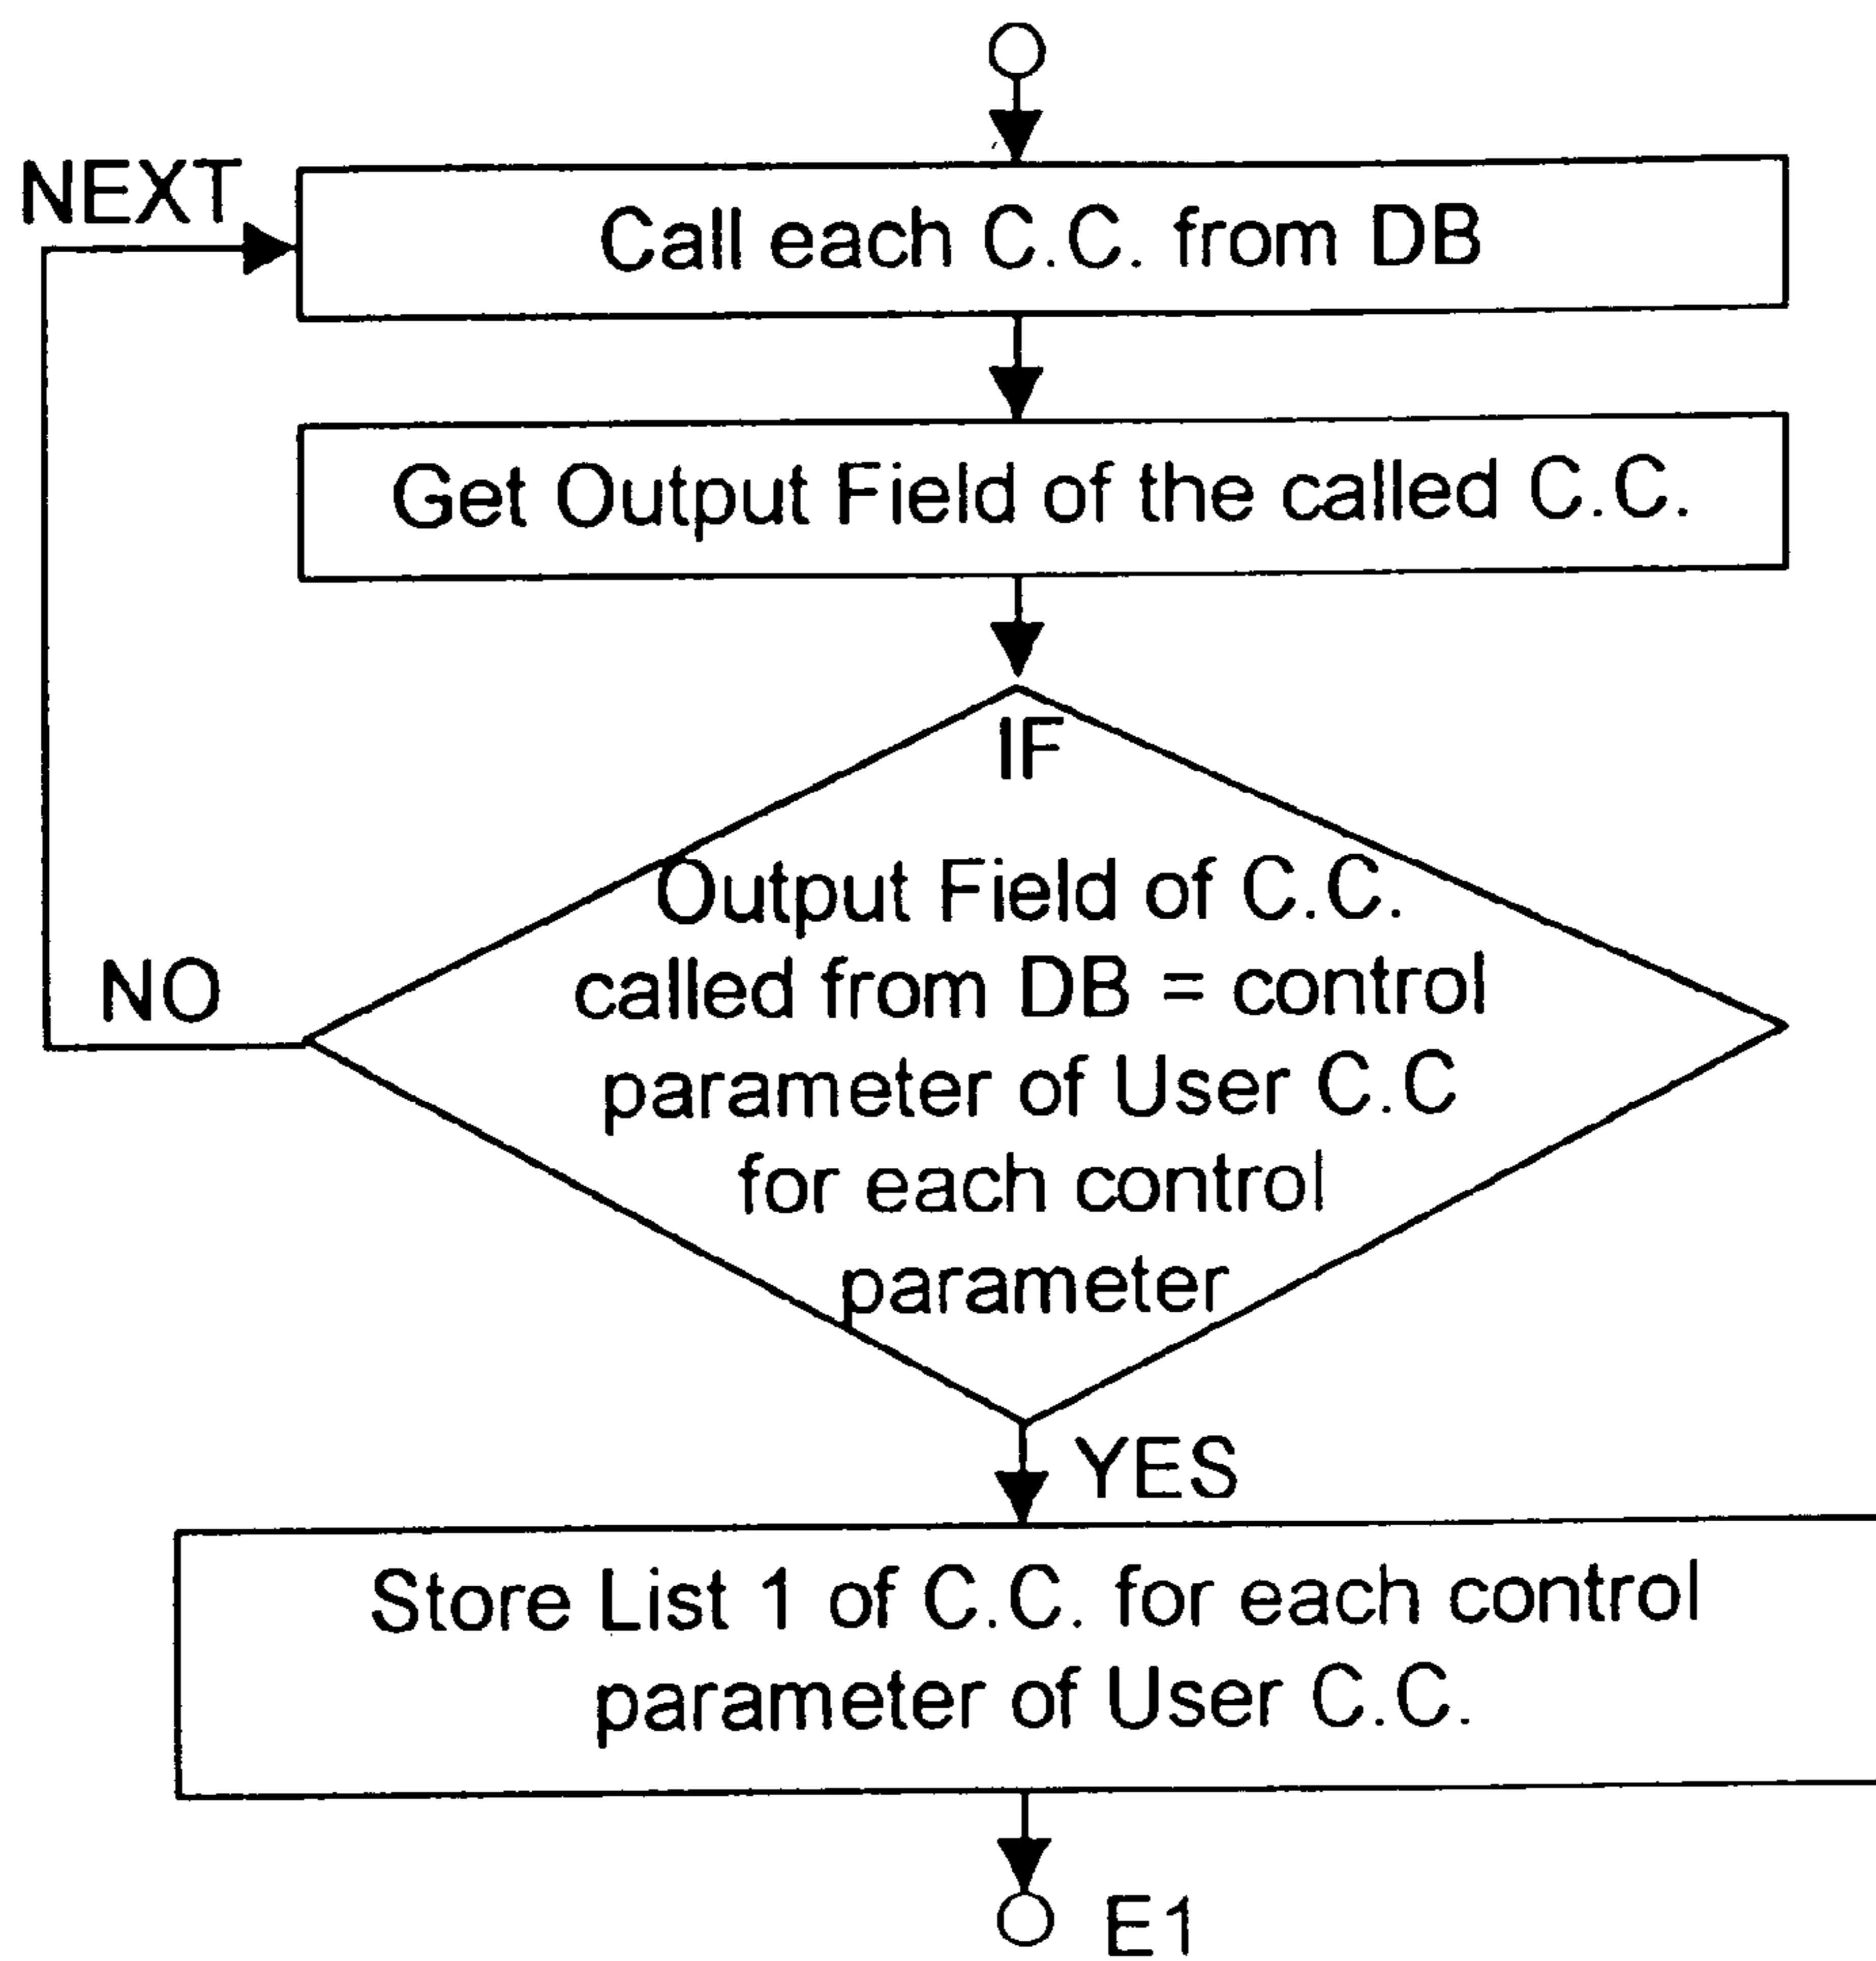 NEXT
Call each C.C. from DB
Get Output Field of the called C.C.
IF
Output Field of C.C.
called from DB = control
parameter of User C.C
for each control
parameter
NO
YES
Store List 1 of C.C. for each control
parameter of User C.C.
E1